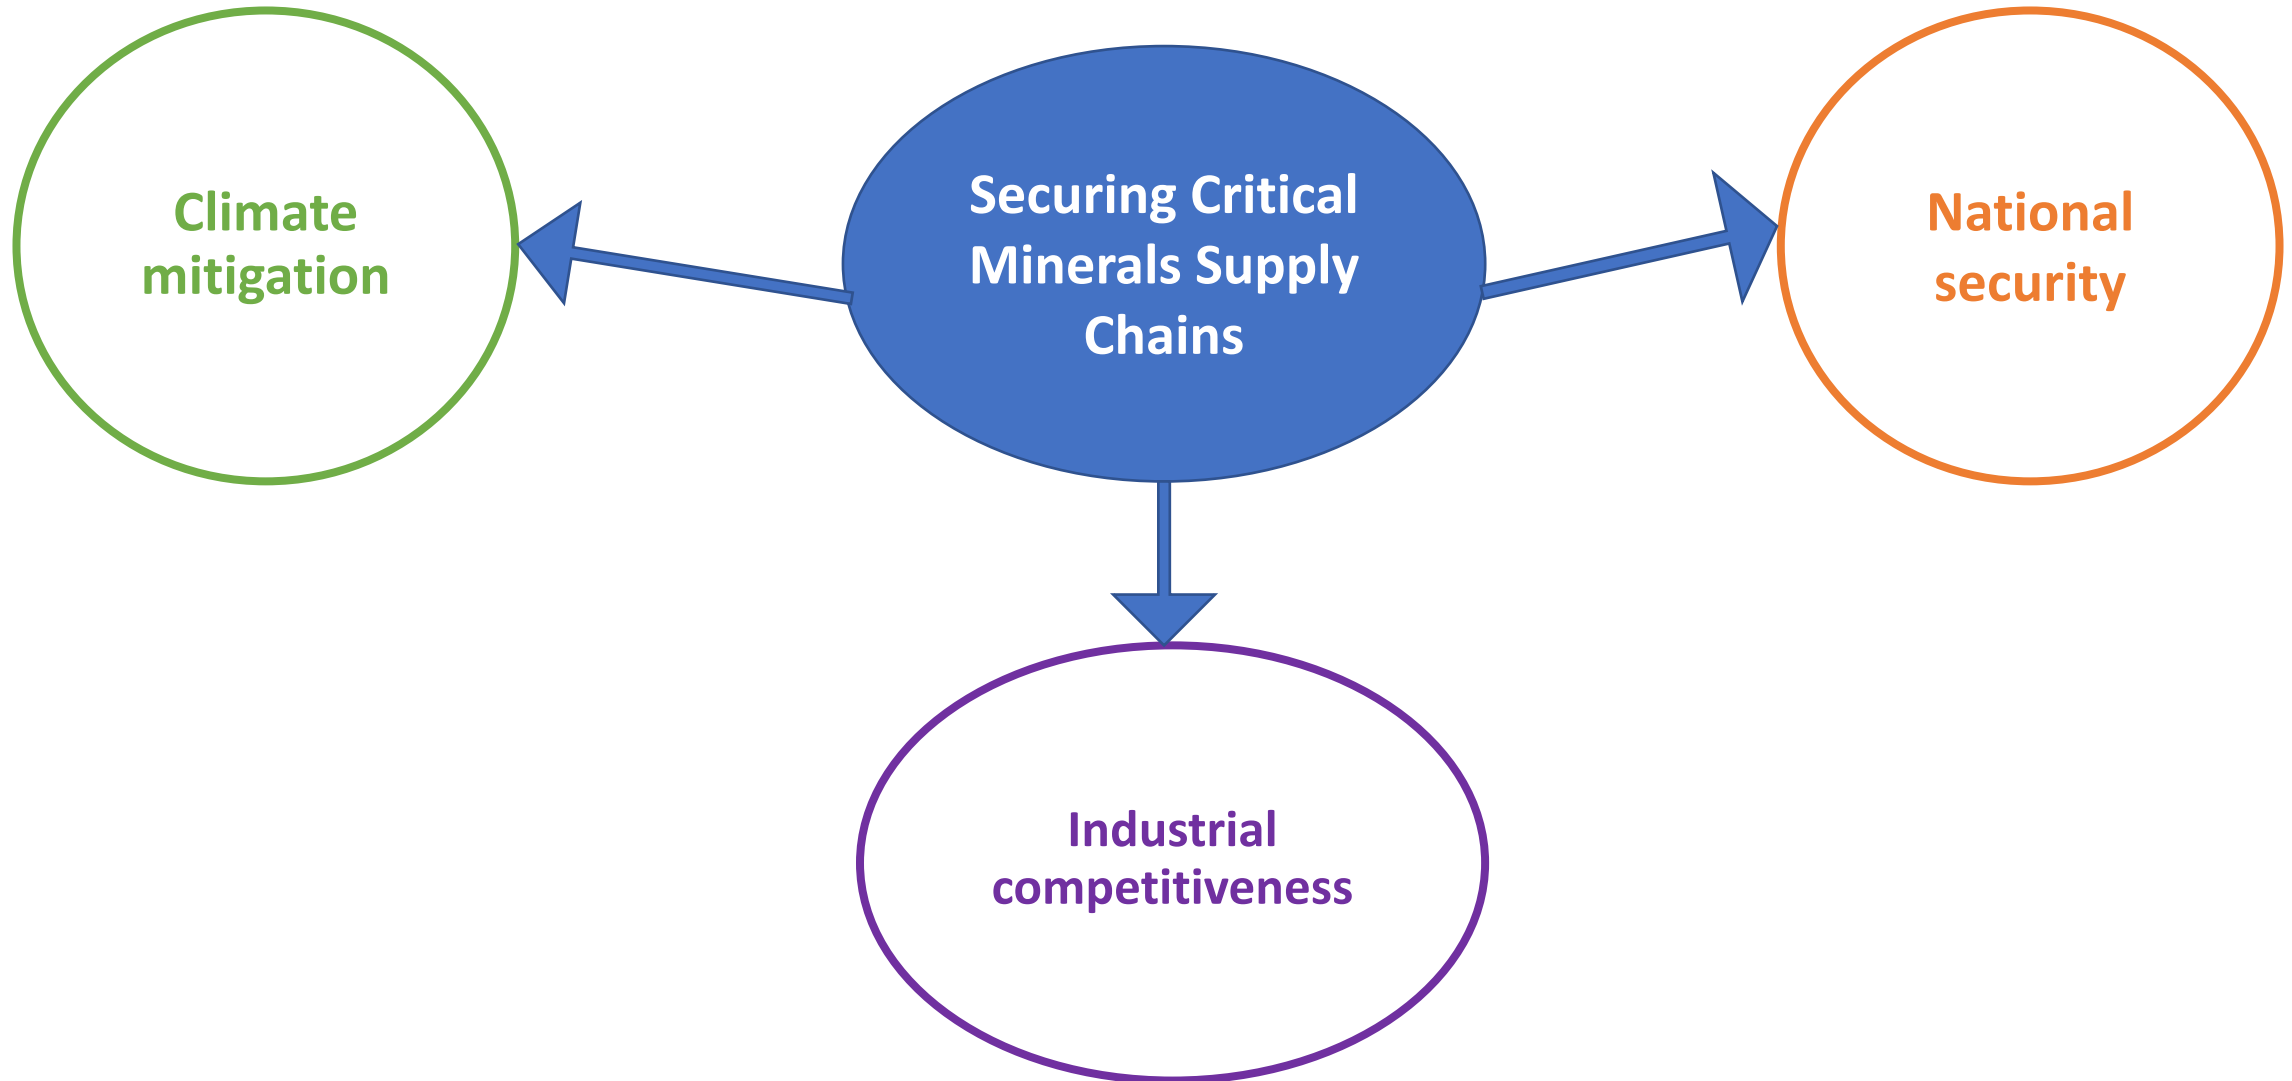 Climate
mitigation
Securing Critical
Minerals Supply
Chains
National
security
Industrial
competitiveness